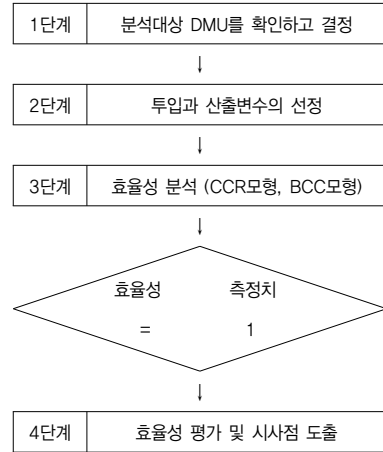 1단계 분석대상 DMU를 확인하고 결정
↓
2단계 투입과 산출변수의 선정
↓
3단계 효율성 분석 (CCR모형, BCC모형)
↓
효율성 측정치
= 1
↓
4단계 효율성 평가 및 시사점 도출